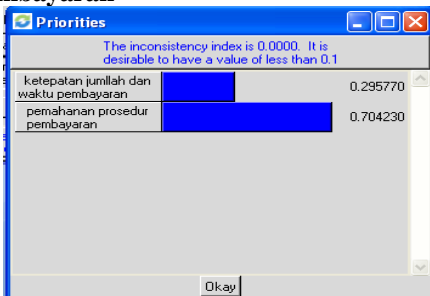 Priorities
The inconsistency index is 0.0000. It is
desirable to have a value of less than 0.1
ketepatan jumllah dan
waktu pembayaran
0.295770
pemahanan prosedur
pembayaran
0.704230
Okay